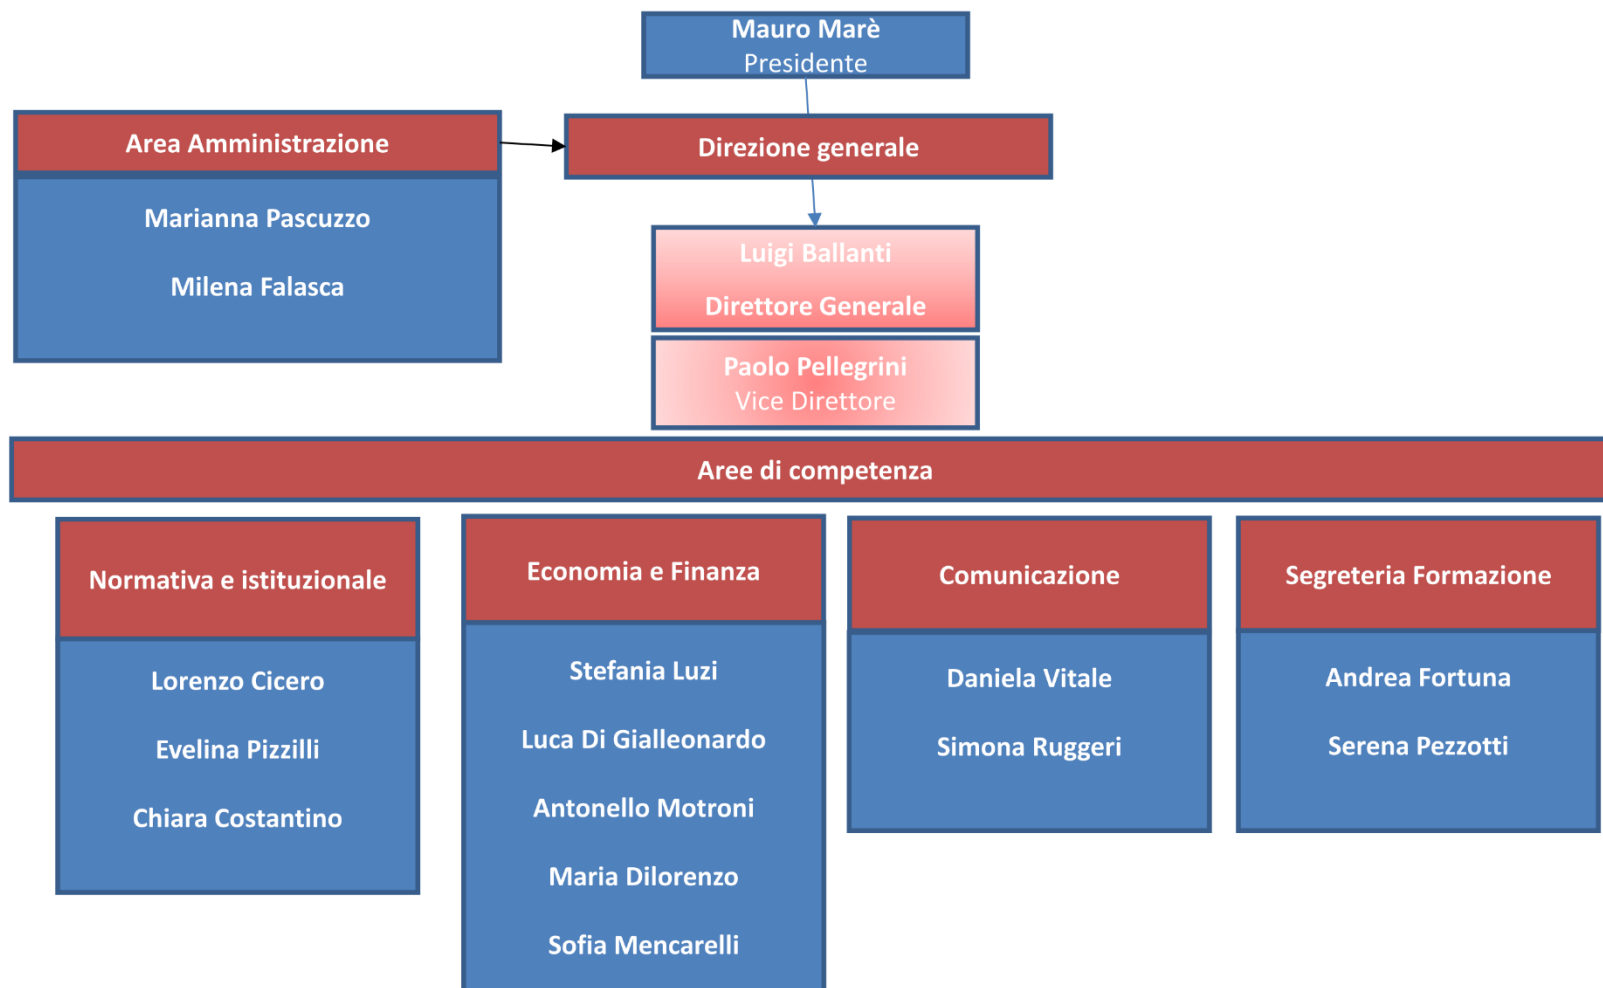 Mauro Marè
Presidente
Area Amministrazione
Marianna Pascuzzo
Milena Falasca
Direzione generale
Luigi Ballanti
Direttore Generale
Paolo Pellegrini
Vice Direttore
Aree di competenza
Normativa e istituzionale
Lorenzo Cicero
Evelina Pizzilli
Chiara Costantino
Economia e Finanza
Stefania Luzi
Luca Di Gialleonardo
Antonello Motroni
Maria Dilorenzo
Sofia Mencarelli
Comunicazione
Daniela Vitale
Simona Ruggeri
Segreteria Formazione
Andrea Fortuna
Serena Pezzotti